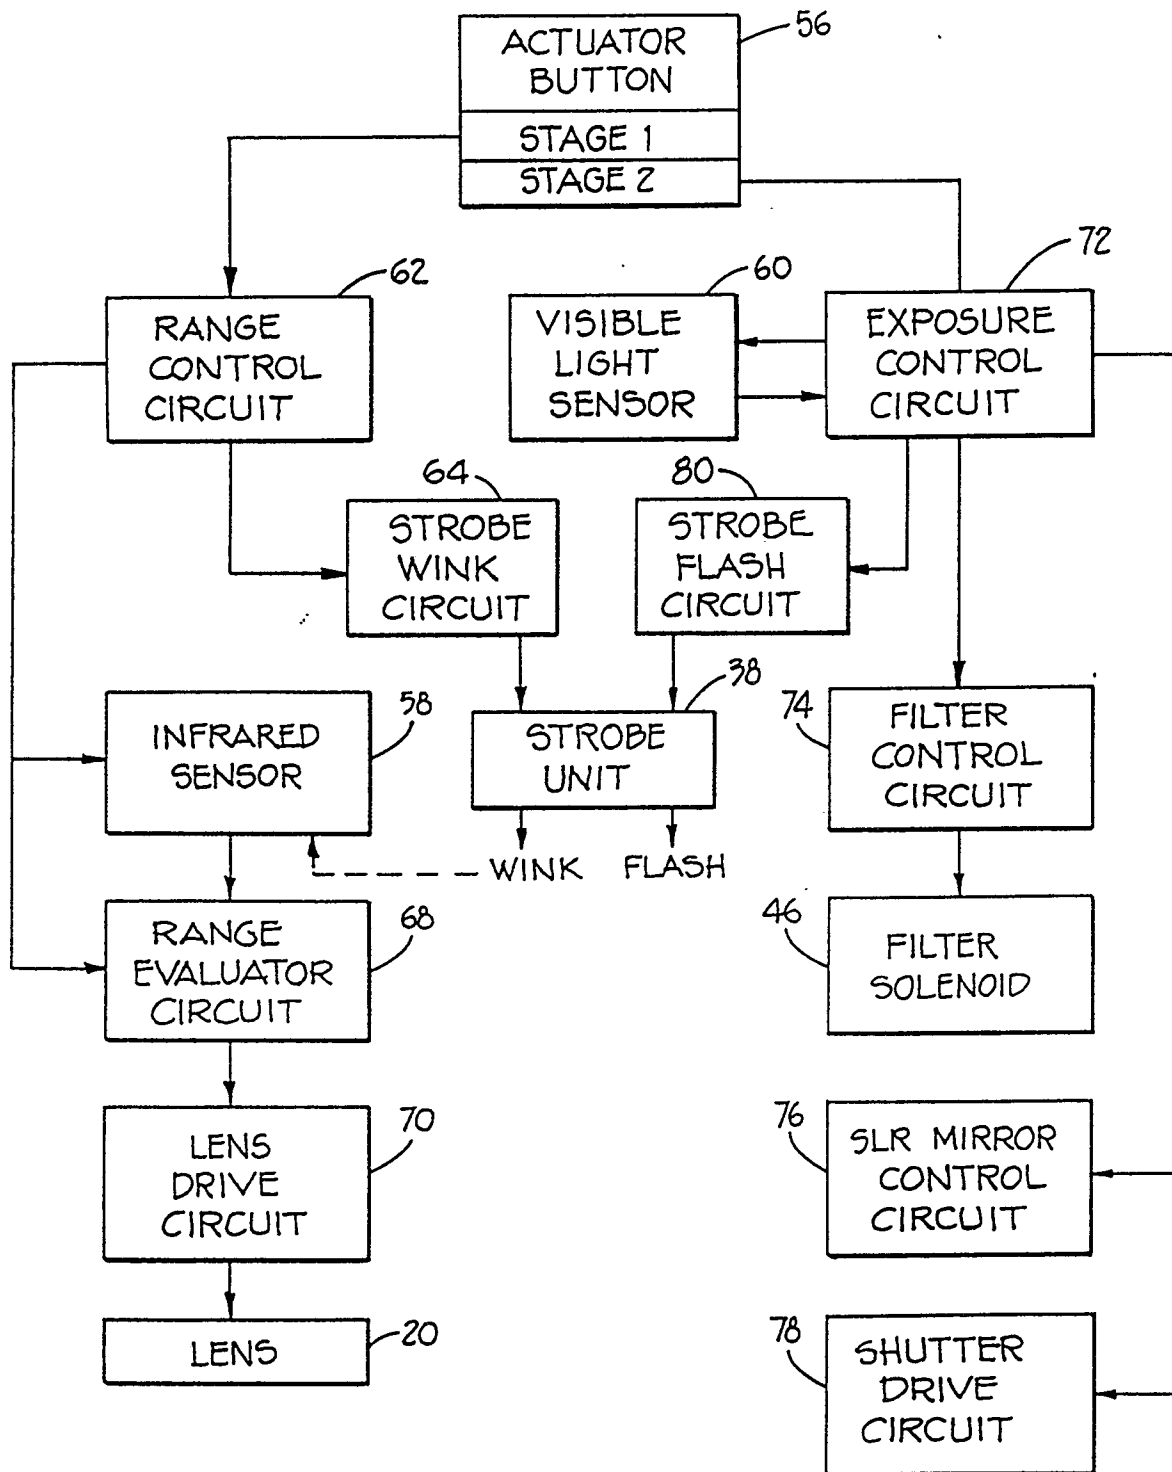 56
ACTUATOR
BUTTON
STAGE 1
STAGE 2
62
RANGE
CONTROL
CIRCUIT
60
VISIBLE
LIGHT
SENSOR
72
EXPOSURE
CONTROL
CIRCUIT
64
STROBE
WINK
CIRCUIT
80
STROBE
FLASH
CIRCUIT
58
INFRARED
SENSOR
38
STROBE
UNIT
WINK
FLASH
74
FILTER
CONTROL
CIRCUIT
68
RANGE
EVALUATOR
CIRCUIT
46
FILTER
SOLENOID
70
LENS
DRIVE
CIRCUIT
76
SLR MIRROR
CONTROL
CIRCUIT
20
LENS
78
SHUTTER
DRIVE
CIRCUIT